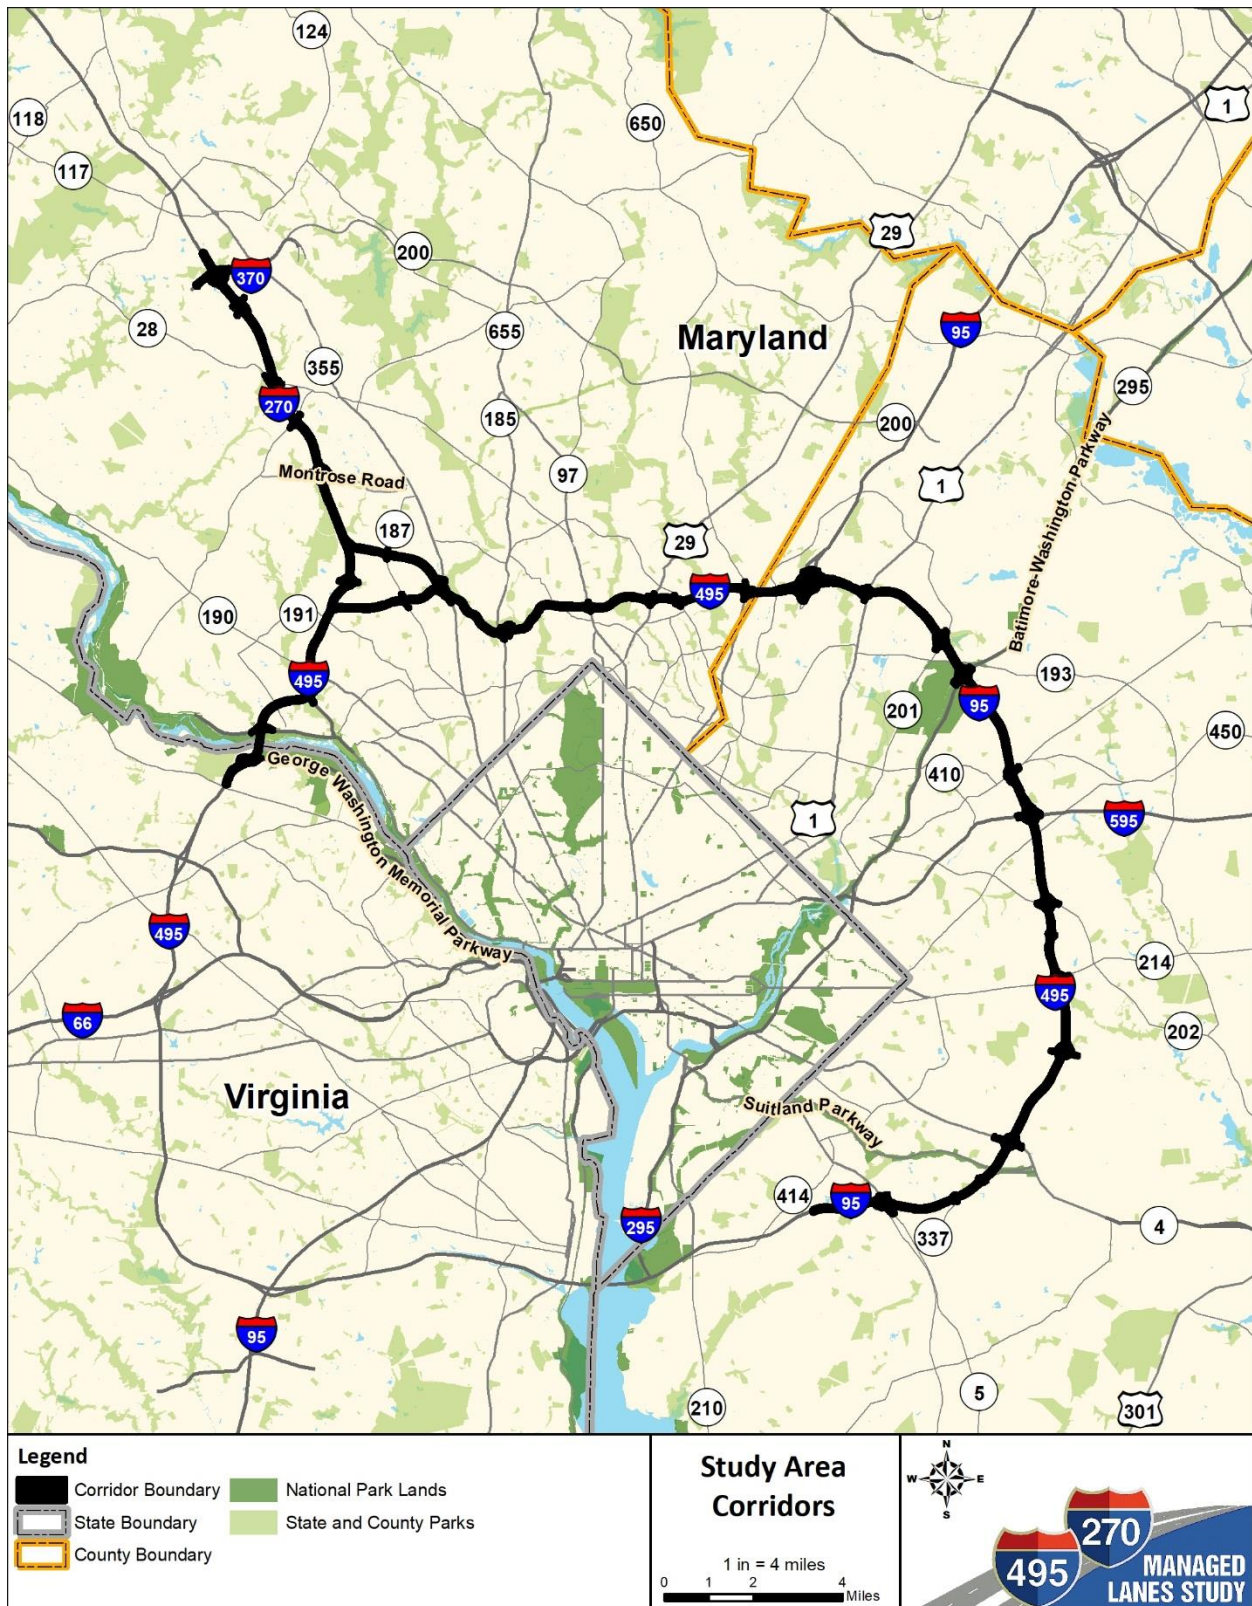 124
1
118
650
117
29
200
370
95
28
655
Maryland
355
295
270
185
200
Montrose Road
97
1
187
29
Batimore-Washington Parkway
495
190
191
193
495
95
201
450
George Washington Memorial Parkway
410
1
595
495
214
495
66
202
Virginia
Suitland Parkway
414
95
295
337
4
95
5
210
301
Legend
Corridor Boundary
National Park Lands
State Boundary
State and County Parks
County Boundary
Study Area
Corridors
1 in = 4 miles
0 1 2 4
Miles
N
W E
S
495
270
MANAGED
LANES STUDY